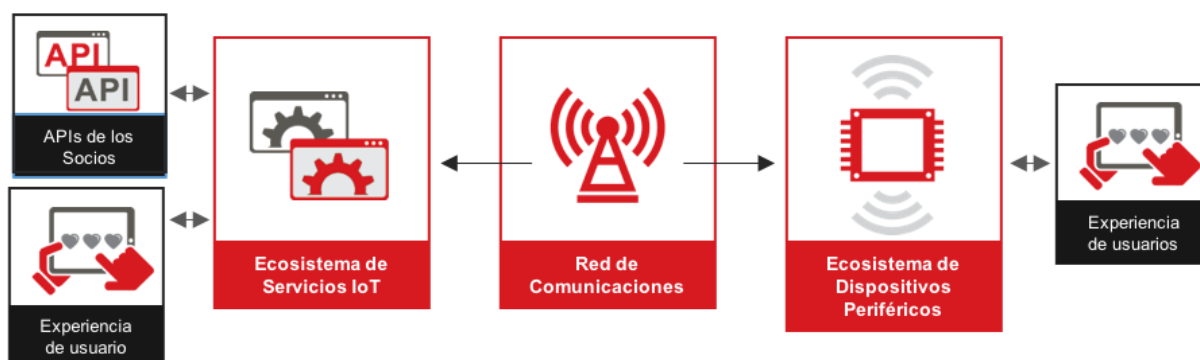 API
API
APIs de los
Socios
Experiencia
de usuario
Ecosistema de
Servicios IoT
Red de
Comunicaciones
Ecosistema de
Dispositivos
Periféricos
Experiencia
de usuarios